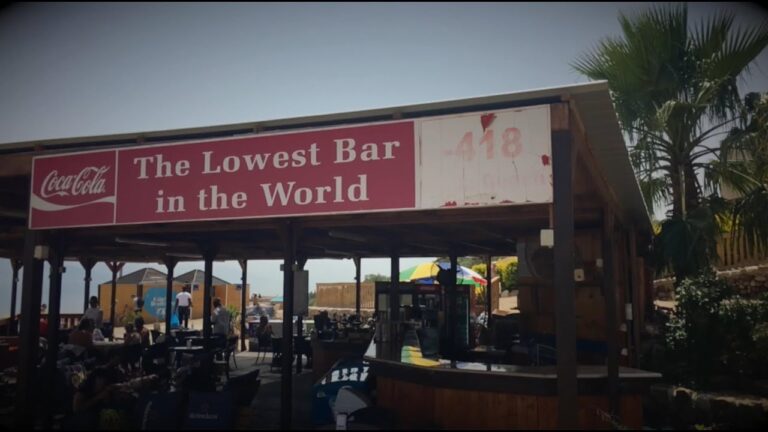 Coca-Cola
The Lowest Bar
in the World
-418